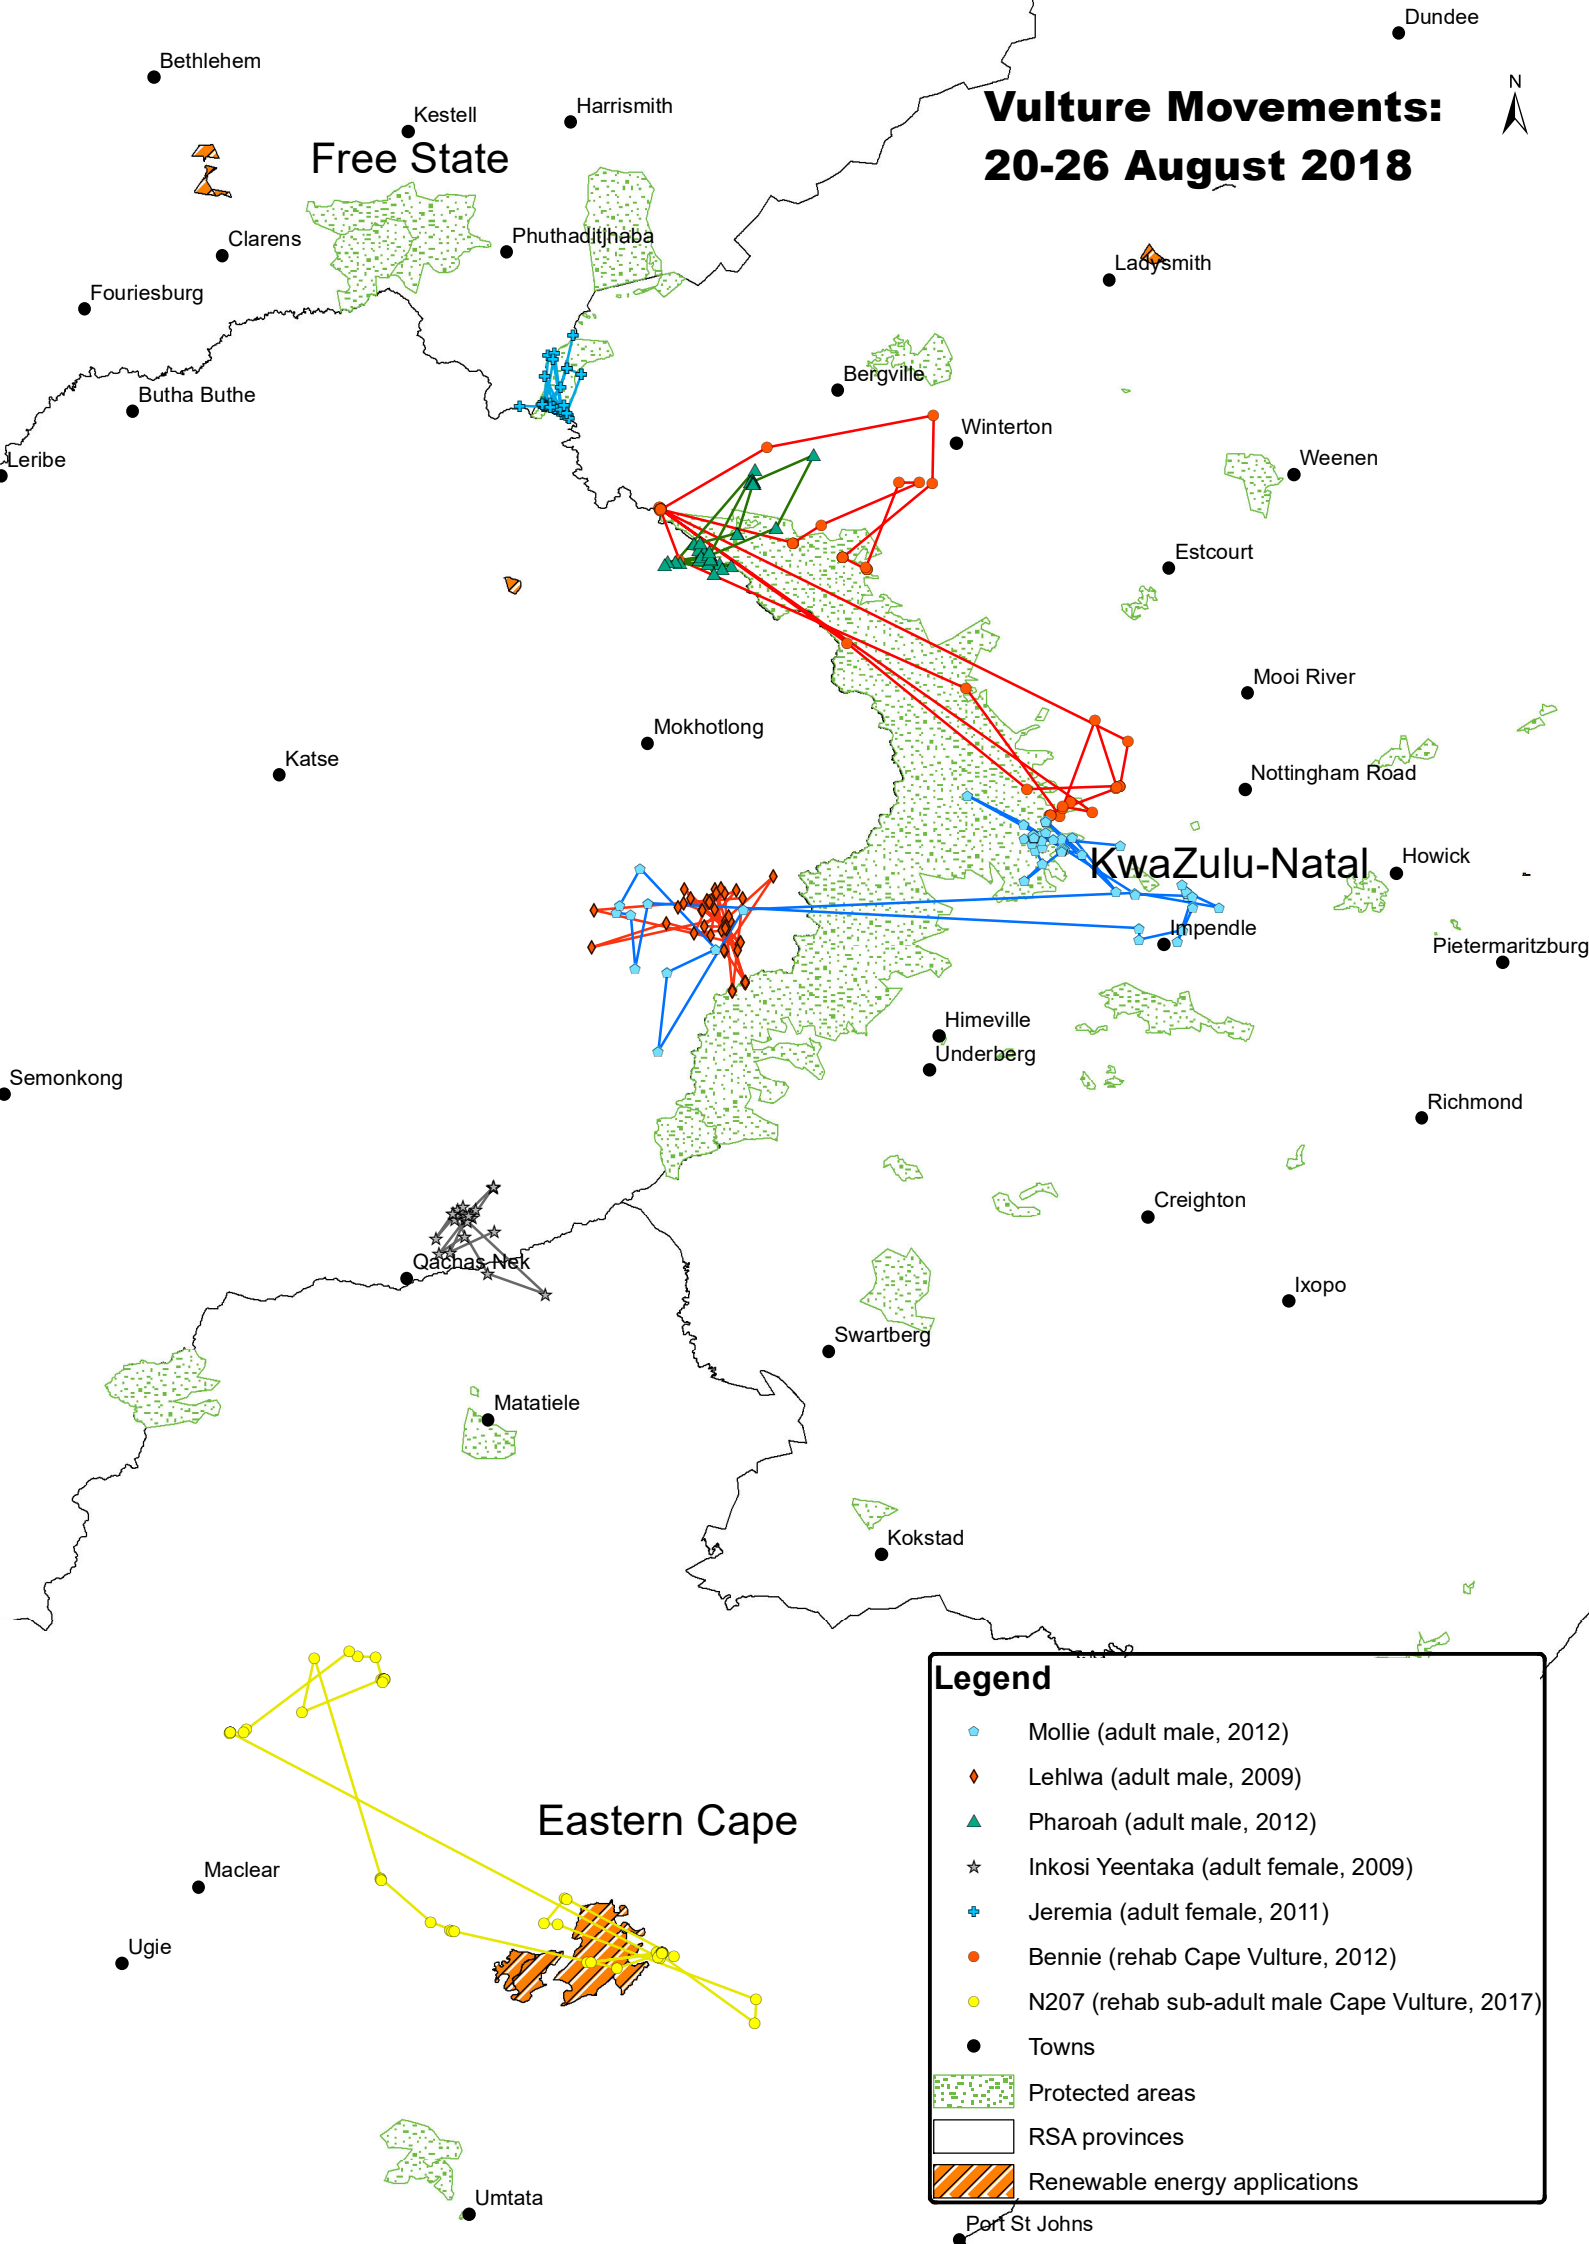 Dundee
Bethlehem
N
Vulture Movements:
20-26 August 2018
Harrismith
Kestell
Free State
Clarens
Phuthaditjhaba
Ladysmith
Fouriesburg
Bergville
Butha Buthe
Winterton
Leribe
Weenen
Estcourt
Mooi River
Mokhotlong
Katse
Nottingham Road
KwaZulu-Natal
Howick
Impendle
Pietermaritzburg
Himeville
Underberg
Semonkong
Richmond
Creighton
Qachas Nek
Ixopo
Swartberg
Matatiele
Kokstad
Eastern Cape
Maclear
Ugie
Umtata
Port St Johns
Legend
Mollie (adult male, 2012)
Lehlwa (adult male, 2009)
Pharoah (adult male, 2012)
Inkosi Yeentaka (adult female, 2009)
Jeremia (adult female, 2011)
Bennie (rehab Cape Vulture, 2012)
N207 (rehab sub-adult male Cape Vulture, 2017)
Towns
Protected areas
RSA provinces
Renewable energy applications